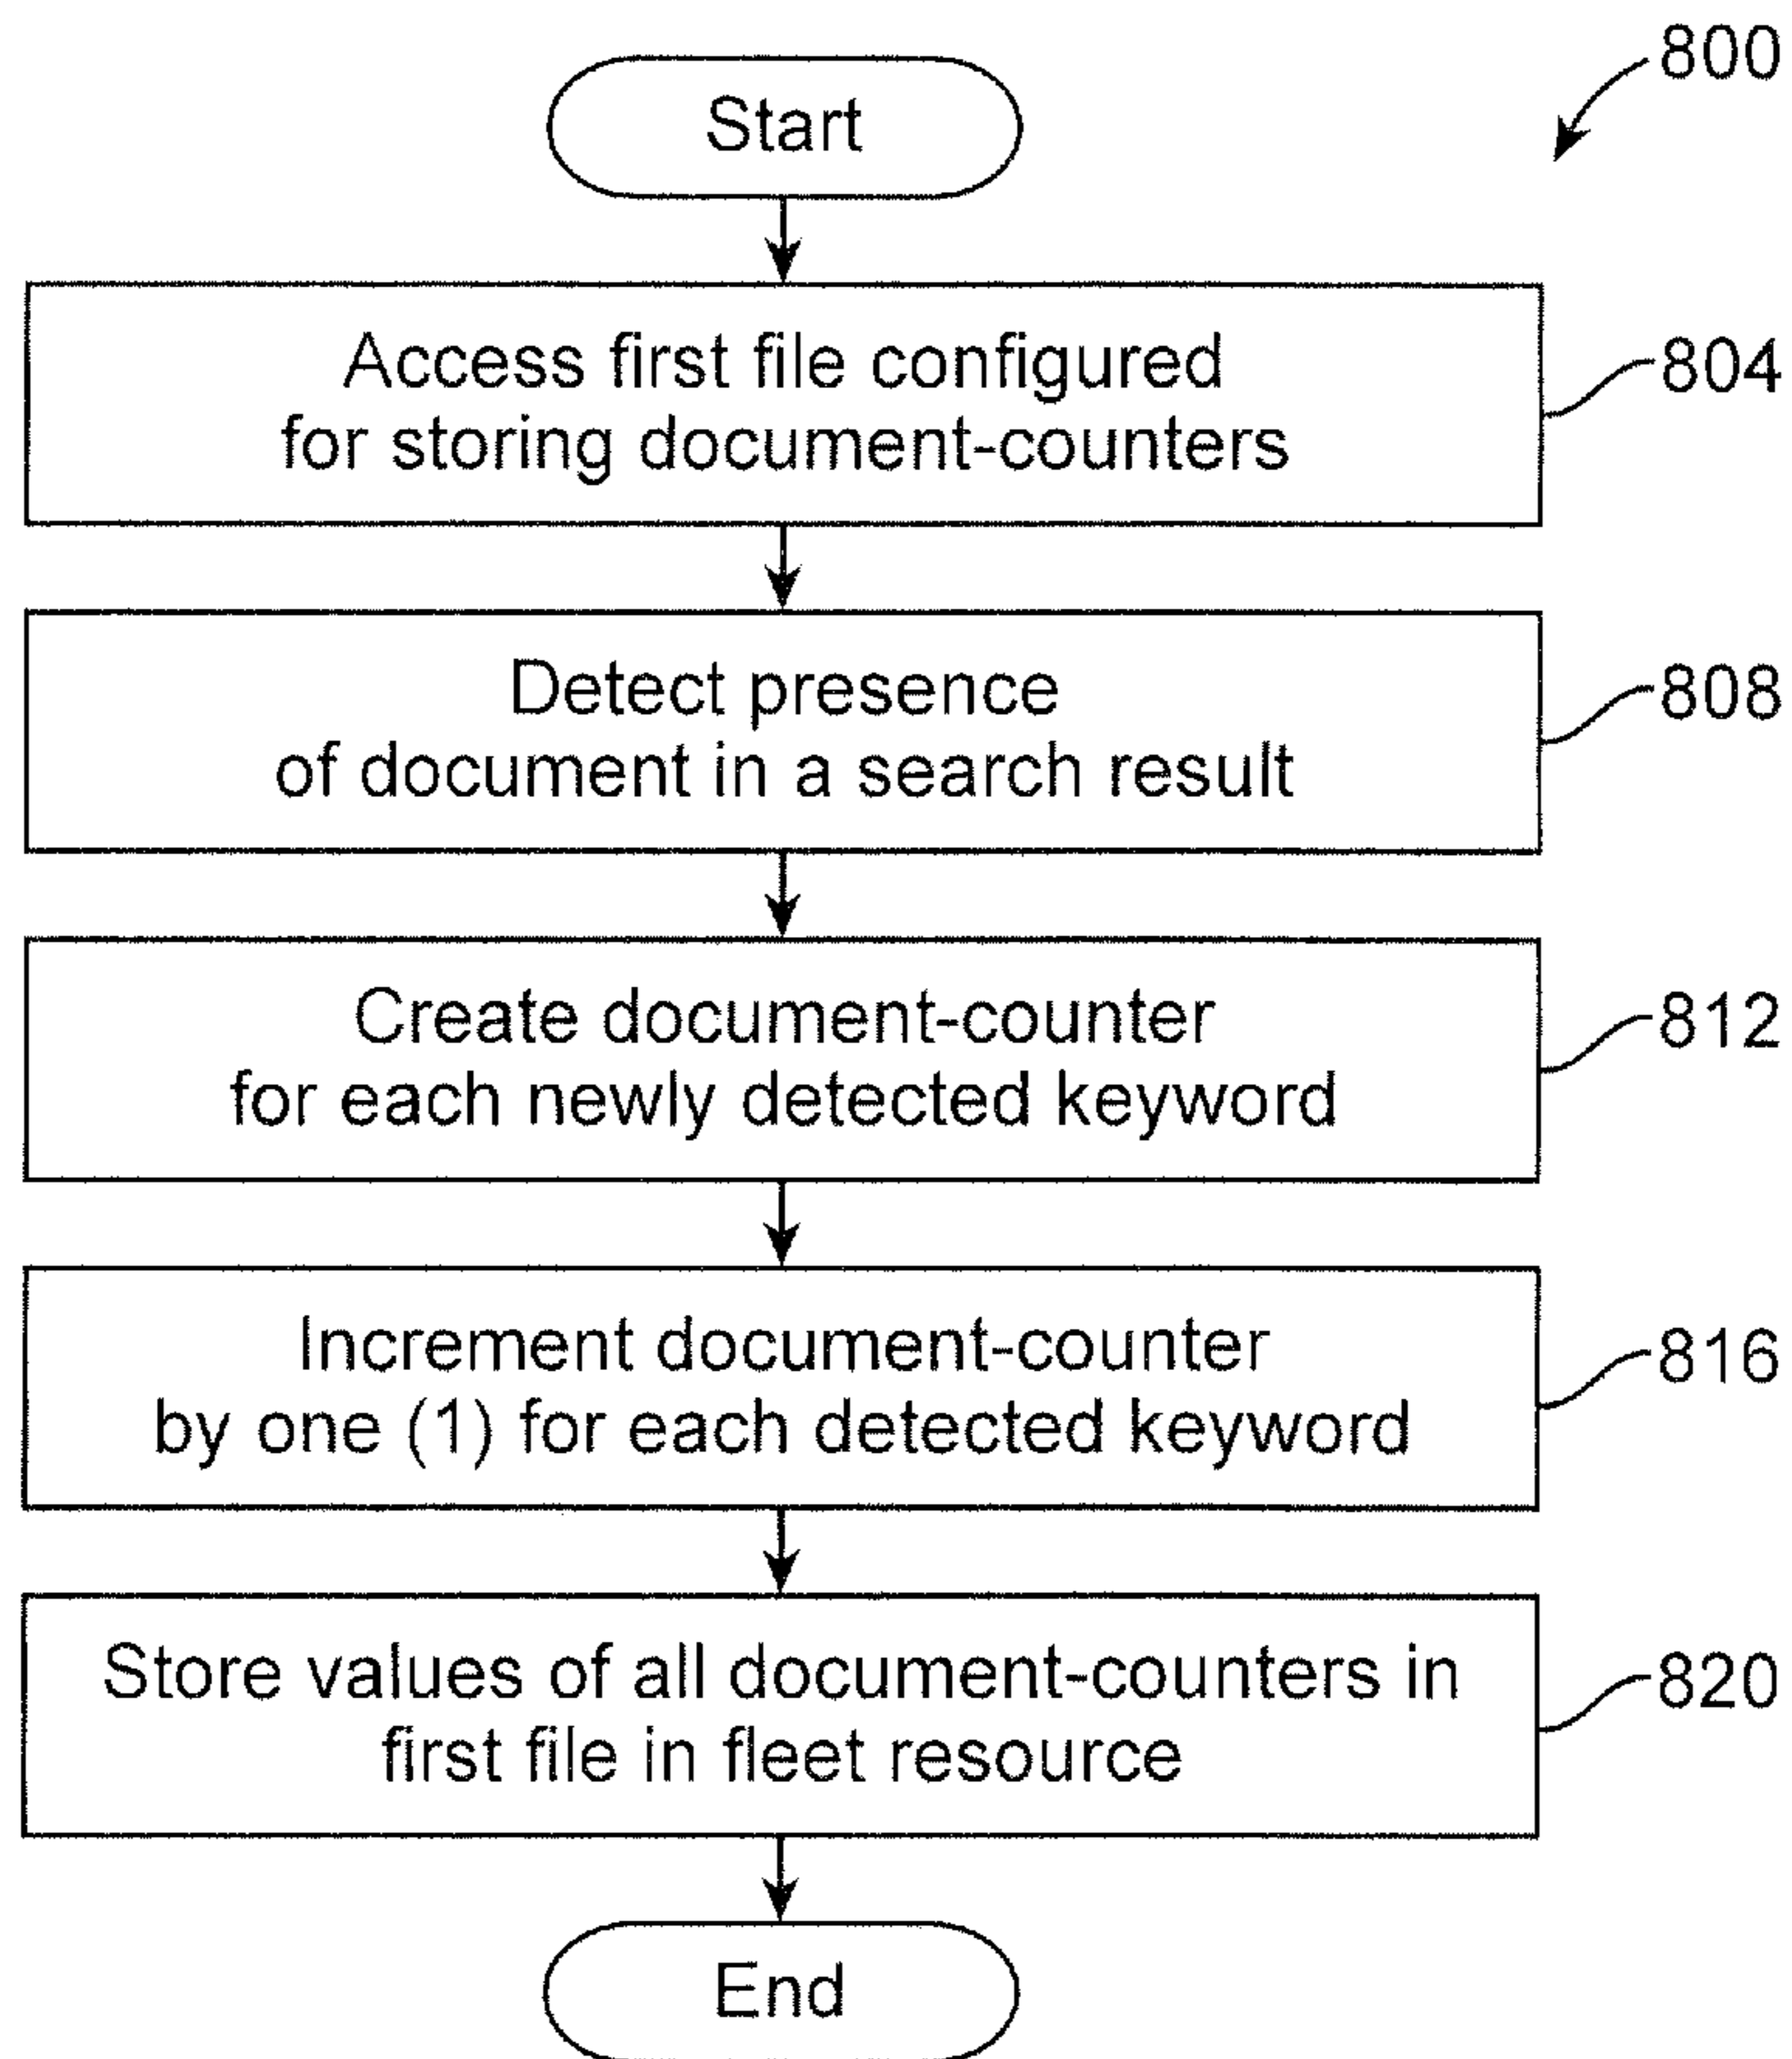 800
Start
Access first file configured
for storing document-counters
804
Detect presence
of document in a search result
808
Create document-counter
for each newly detected keyword
812
Increment document-counter
by one (1) for each detected keyword
816
Store values of all document-counters in
first file in fleet resource
820
End